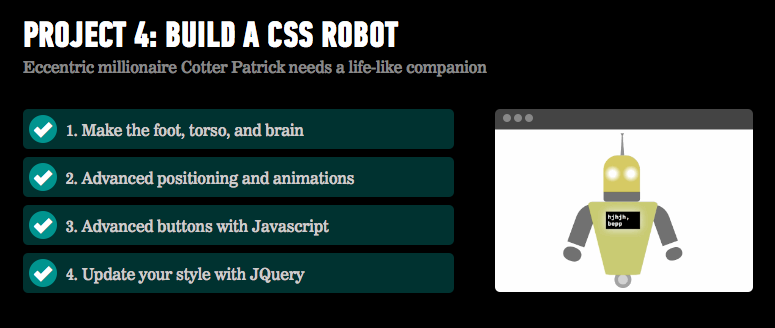 PROJECT 4: BUILD A CSS ROBOT
Eccentric millionaire Cotter Patrick needs a life-like companion
1. Make the foot, torso, and brain
2. Advanced positioning and animations
3. Advanced buttons with Javascript
4. Update your style with JQuery
hjhjh,
bepp